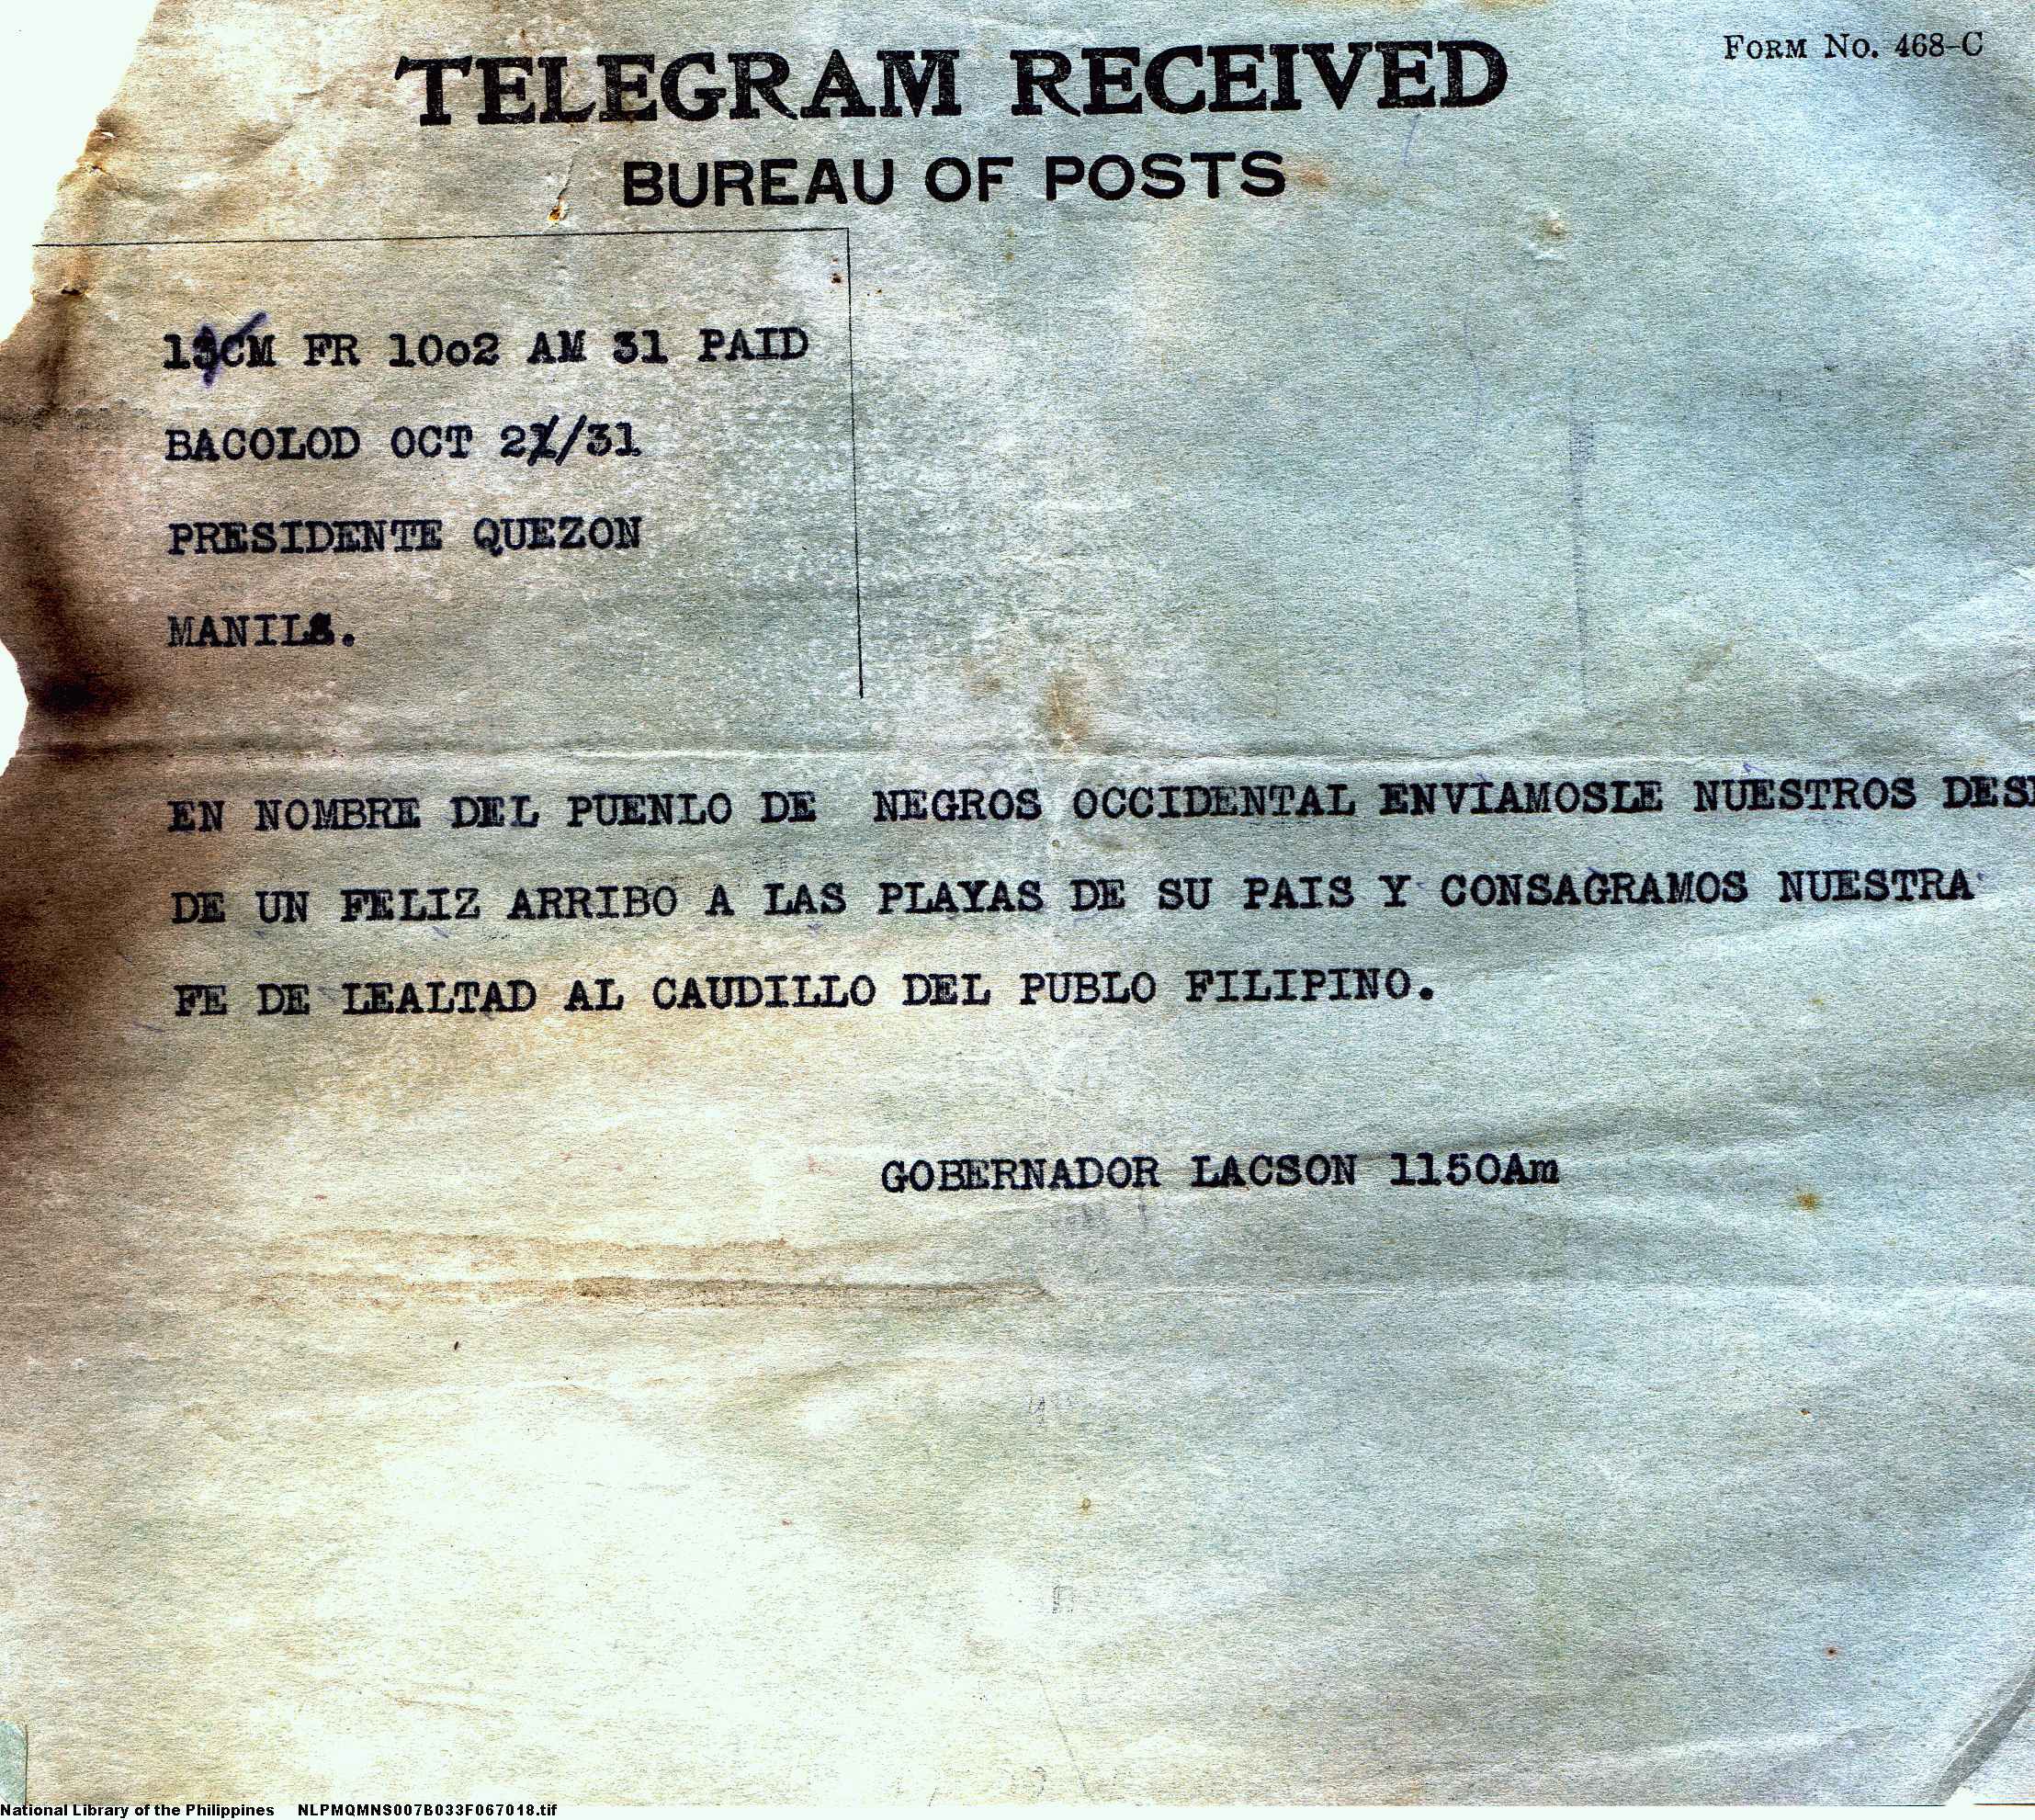 FORM NO. 468-C
TELEGRAM RECEIVED
BUREAU OF POSTS
FR 1002 AM 31 PAID
BACOLOD OCT
PRESIDENTE QUEZON
MANILA.
EN NOMBRE DEL PUENLO DE NEGROS OCCIDENTAL ENVIAMOSLE NUESTROS
DE UN FELIZ ARRIBO A LAS PLAYAS DE SU PAIS Y CONSAGRAMOS NUESTRA
FE DE LEALTAD AL CAUDILLO DEL PUBLO FILIPINO.
GOBERNADOR LACSON 1150Am
National Library of the Philippines NLPMQMNS007B033F067018.tif